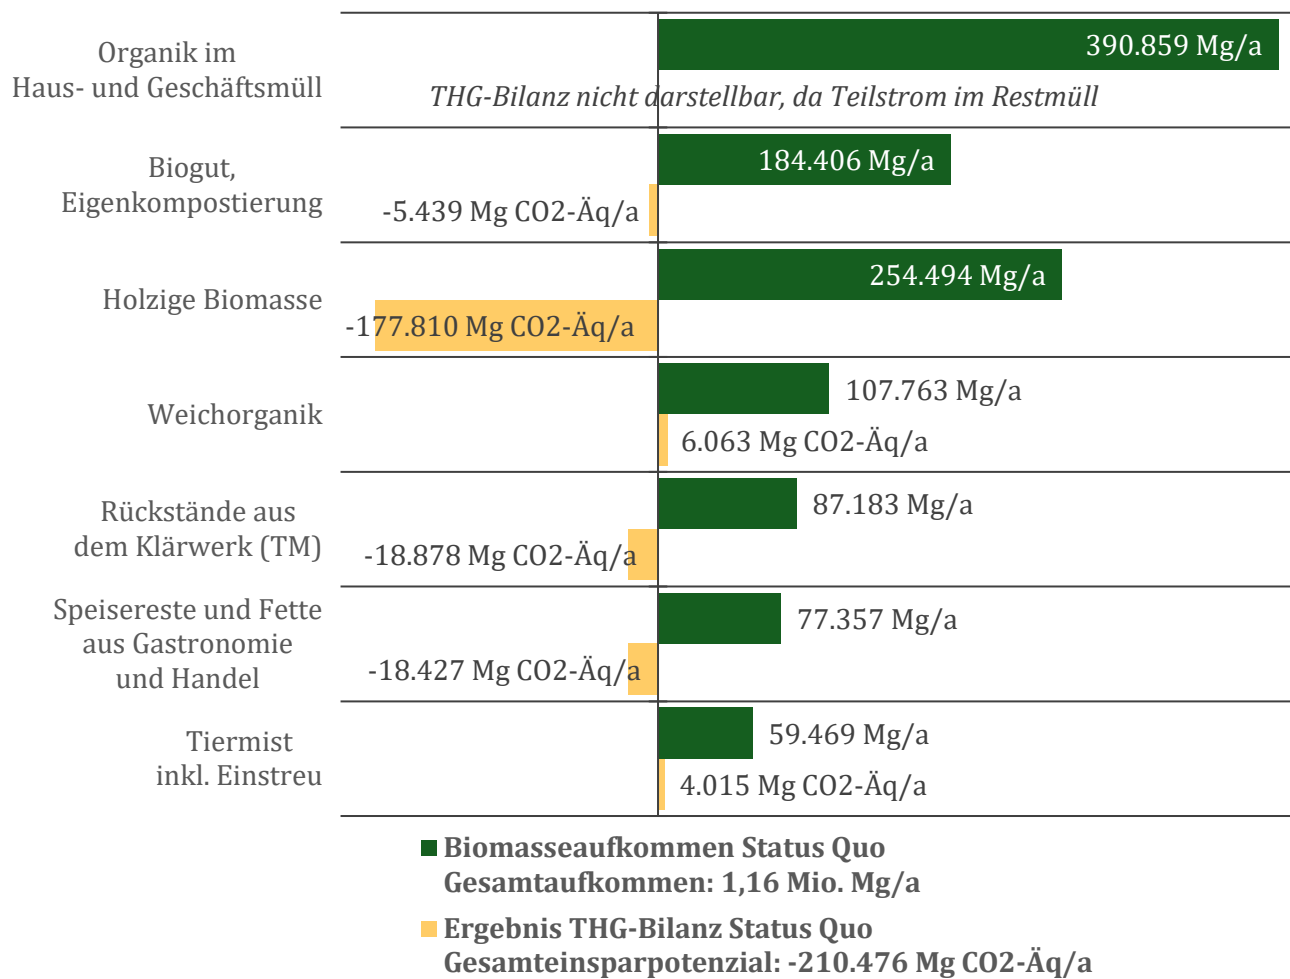 Organik im
Haus- und Geschäftsmüll
390.859 Mg/a
THG-Bilanz nicht darstellbar, da Teilstrom im Restmüll
Biogut,
Eigenkompostierung
184.406 Mg/a
-5.439 Mg CO2-Äq/a
Holzige Biomasse
254.494 Mg/a
-177.810 Mg CO2-Äq/a
Weichorganik
107.763 Mg/a
6.063 Mg CO2-Äq/a
Rückstände aus
dem Klärwerk (TM)
87.183 Mg/a
-18.878 Mg CO2-Äq/a
Speisereste und Fette
aus Gastronomie
und Handel
77.357 Mg/a
-18.427 Mg CO2-Äq/a
Tiermist
inkl. Einstreu
59.469 Mg/a
4.015 Mg CO2-Äq/a
Biomasseaufkommen Status Quo
Gesamtaufkommen: 1,16 Mio. Mg/a
Ergebnis THG-Bilanz Status Quo
Gesamteinsparpotenzial: -210.476 Mg CO2-Äq/a